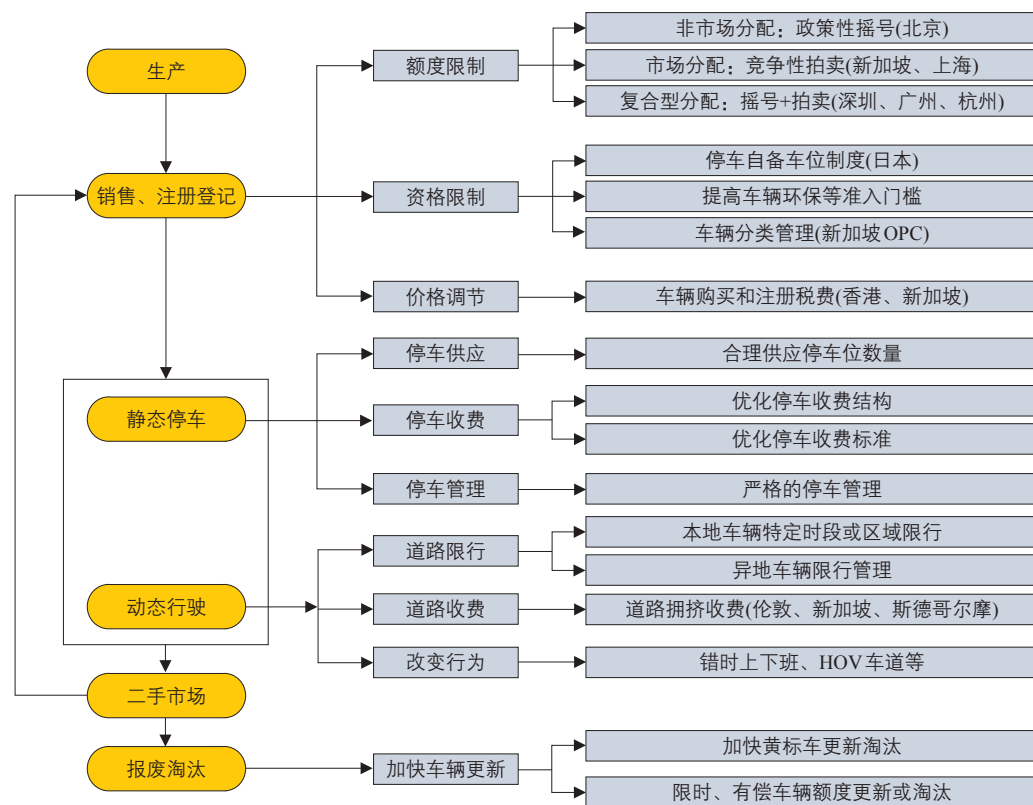 生产
额度限制
非市场分配：政策性摇号(北京)
市场分配：竞争性拍卖(新加坡、上海)
复合型分配：摇号+拍卖(深圳、广州、杭州)
销售、注册登记
资格限制
停车自备车位制度(日本)
提高车辆环保等准入门槛
车辆分类管理(新加坡OPC)
价格调节
车辆购买和注册税费(香港、新加坡)
停车供应
合理供应停车位数量
静态停车
停车收费
优化停车收费结构
优化停车收费标准
停车管理
严格的停车管理
道路限行
本地车辆特定时段或区域限行
异地车辆限行管理
动态行驶
道路收费
道路拥挤收费(伦敦、新加坡、斯德哥尔摩)
改变行为
错时上下班、HOV车道等
二手市场
报废淘汰
加快车辆更新
加快黄标车更新淘汰
限时、有偿车辆额度更新或淘汰